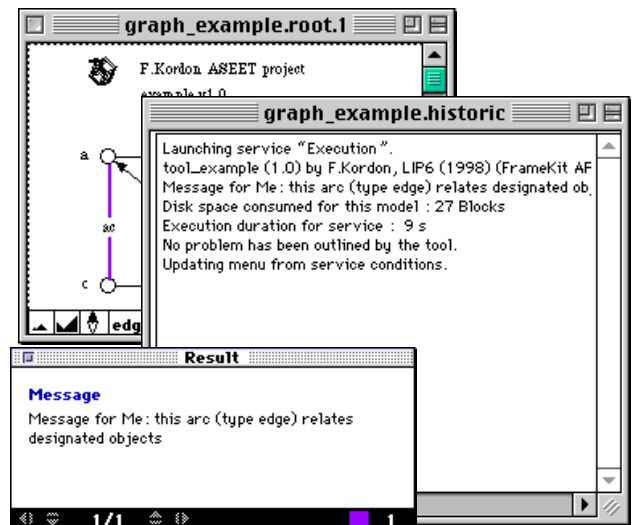 graph_example.root.1
F.Kordon ASEET project
example v1.0
a
ac
c
edg
graph_example.historic
Launching service "Execution".
tool_example (1.0) by F.Kordon, LIP6 (1998) (FrameKit AF
Message for Me : this arc (type edge) relates designated ob
Disk space consumed for this model : 27 Blocks
Execution duration for service : 9 s
No problem has been outlined by the tool.
Updating menu from service conditions.
Result
Message
Message for Me : this arc (type edge) relates
designated objects
1/1
1